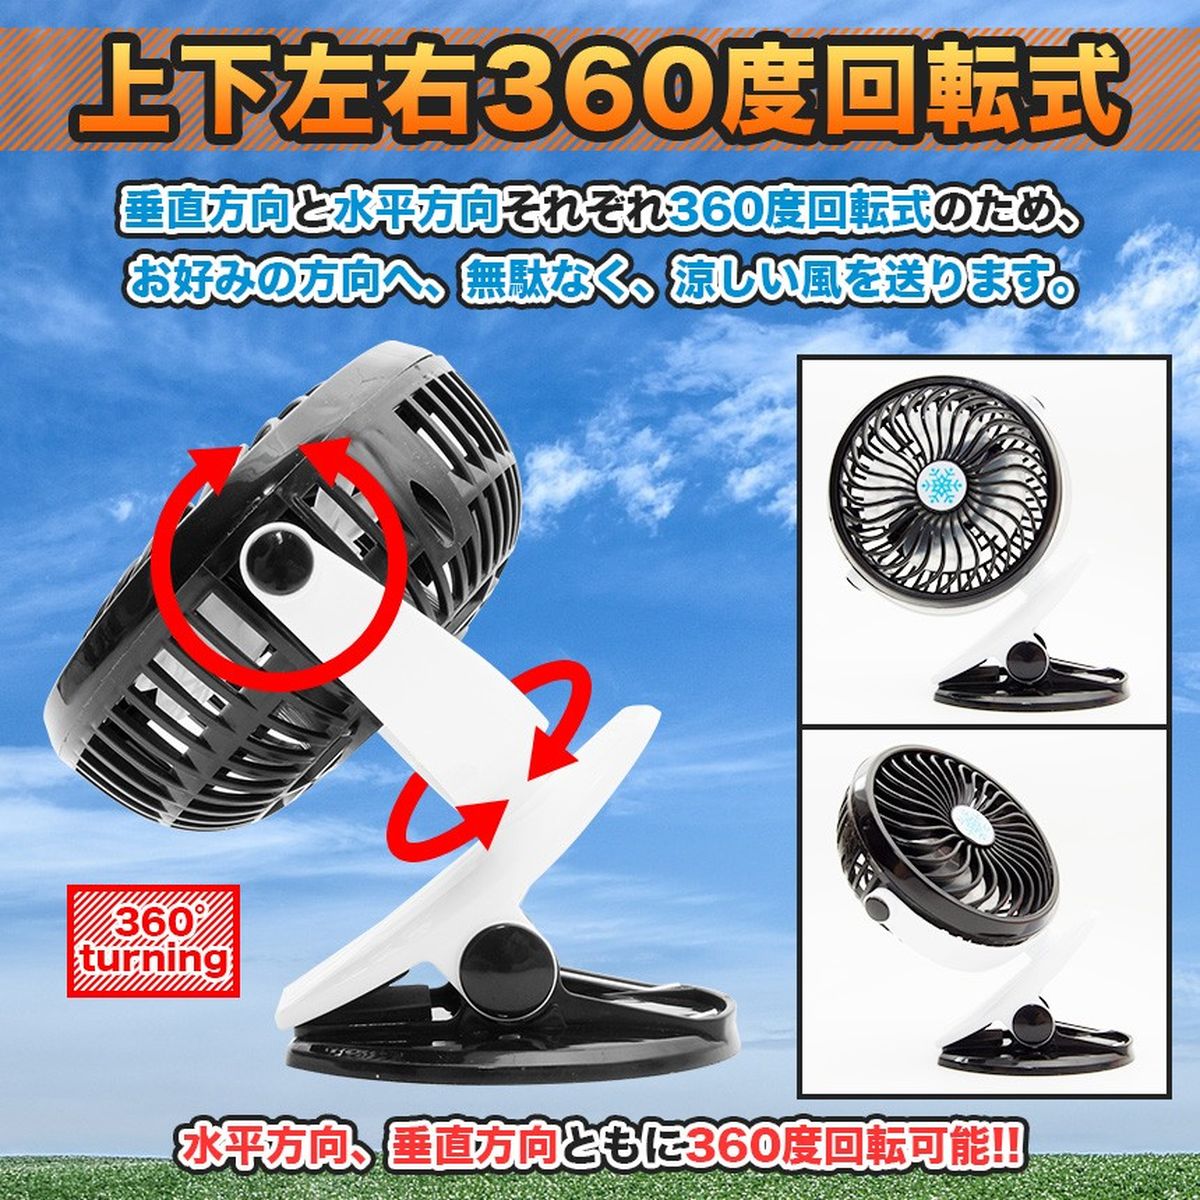 上下左右360度回転式
垂直方向と水平方向それぞれ360度回転式のため、
お好みの方向へ、無駄なく、涼しい風を送ります。
360°
turning
水平方向、垂直方向ともに360度回転可能!!